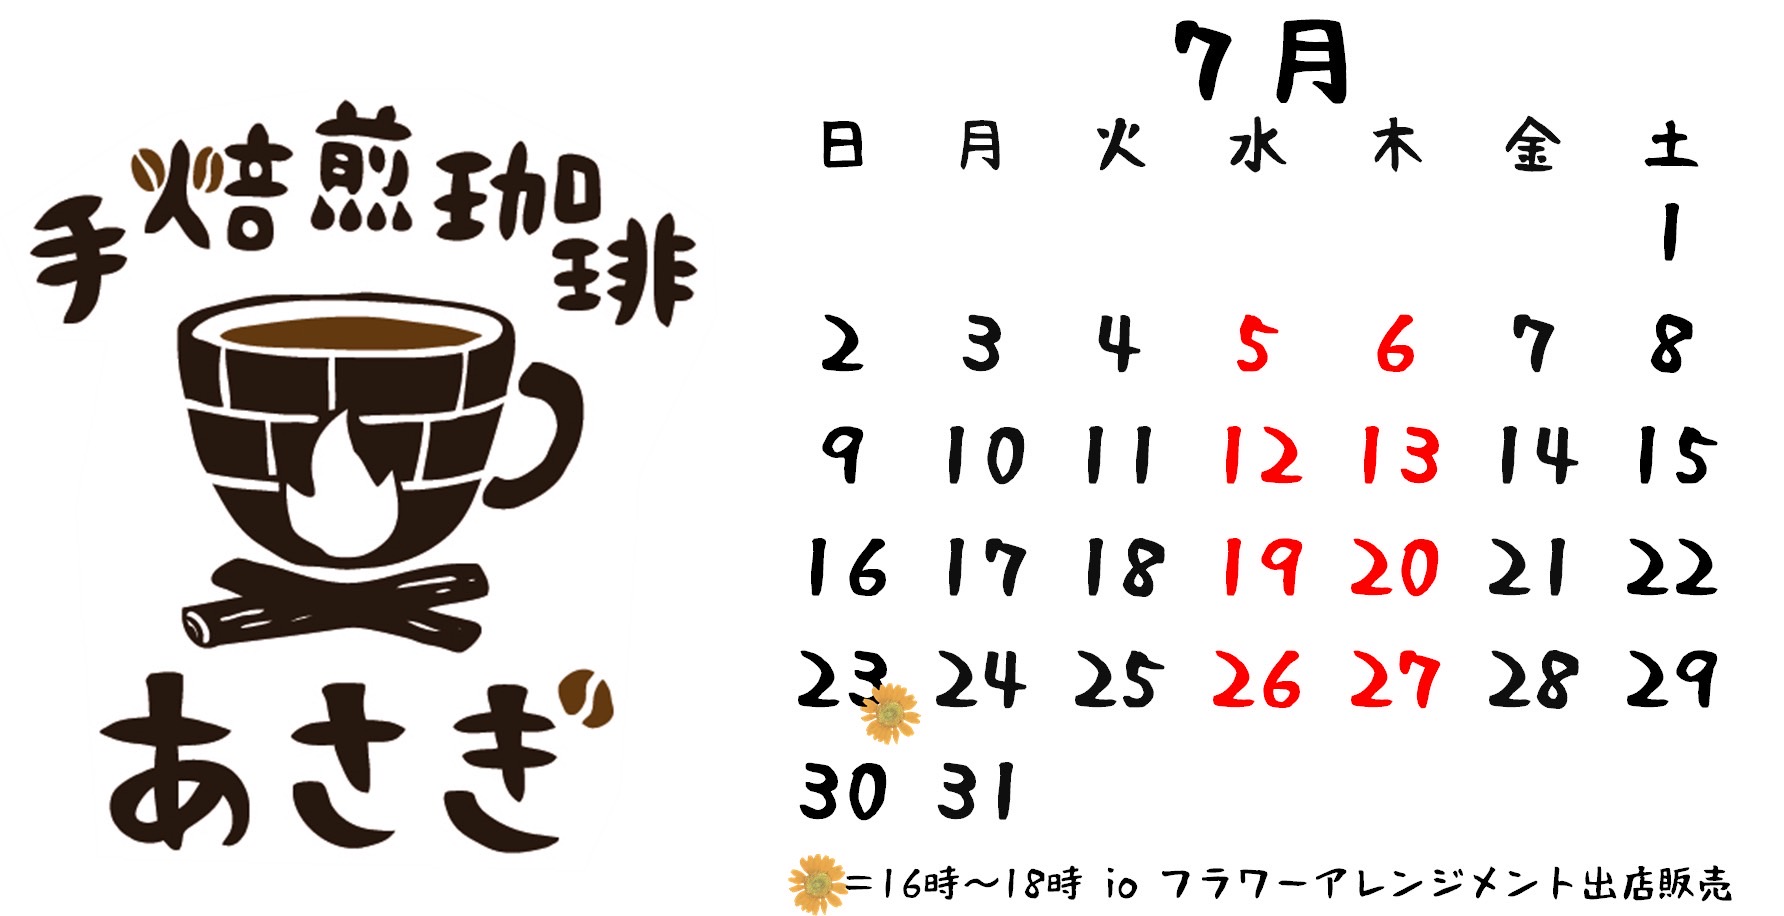 手焙煎珈琲
あさぎ
7月
日 月 火 水 木 金 土
1
2 3 4 5 6 7 8
9 10 11 12 13 14 15
16 17 18 19 20 21 22
23 24 25 26 27 28 29
30 31
=16時～18時 io フラワーアレンジメント出店販売